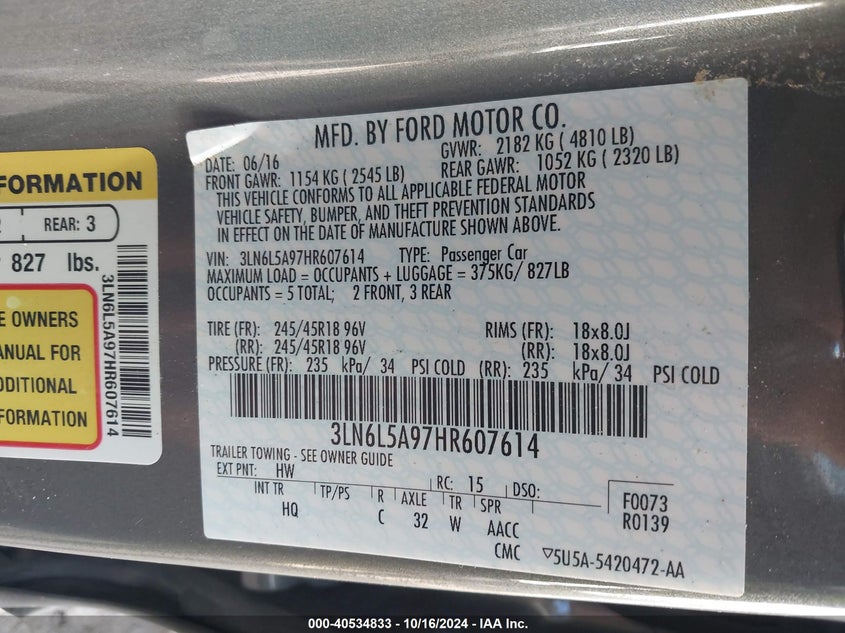 MFD. BY FORD MOTOR CO.
DATE: 06/16 GVWR: 2182 KG ( 4810 LB)
FRONT GAWR: 1154 KG ( 2545 LB) REAR GAWR: 1052 KG ( 2320 LB)
THIS VEHICLE CONFORMS TO ALL APPLICABLE FEDERAL MOTOR
VEHICLE SAFETY, BUMPER, AND THEFT PREVENTION STANDARDS
IN EFFECT ON THE DATE OF MANUFACTURE SHOWN ABOVE.
VIN: 3LN6L5A97HR607614 TYPE: Passenger Car
MAXIMUM LOAD = OCCUPANTS + LUGGAGE = 375KG/ 827LB
OCCUPANTS = 5 TOTAL; 2 FRONT, 3 REAR
TIRE (FR): 245/45R18 96V RIMS (FR): 18x8.0J
(RR): 245/45R18 96V (RR): 18x8.0J
PRESSURE (FR): 235 kPa/ 34 PSI COLD (RR): 235 kPa/ 34 PSI COLD
3LN6L5A97HR607614
TRAILER TOWING - SEE OWNER GUIDE
EXT PNT: HW RC: 15 DSO: F0073
INT TR TP/PS R AXLE TR SPR R0139
HQ C 32 W AACC
CMC ▽5U5A-5420472-AA
FORMATION
REAR: 3
827 lbs.
E OWNERS
ANUAL FOR
DDITIONAL
FORMATION
3LN6L5A97HR607614
000-40534833 - 10/16/2024 - IAA Inc.